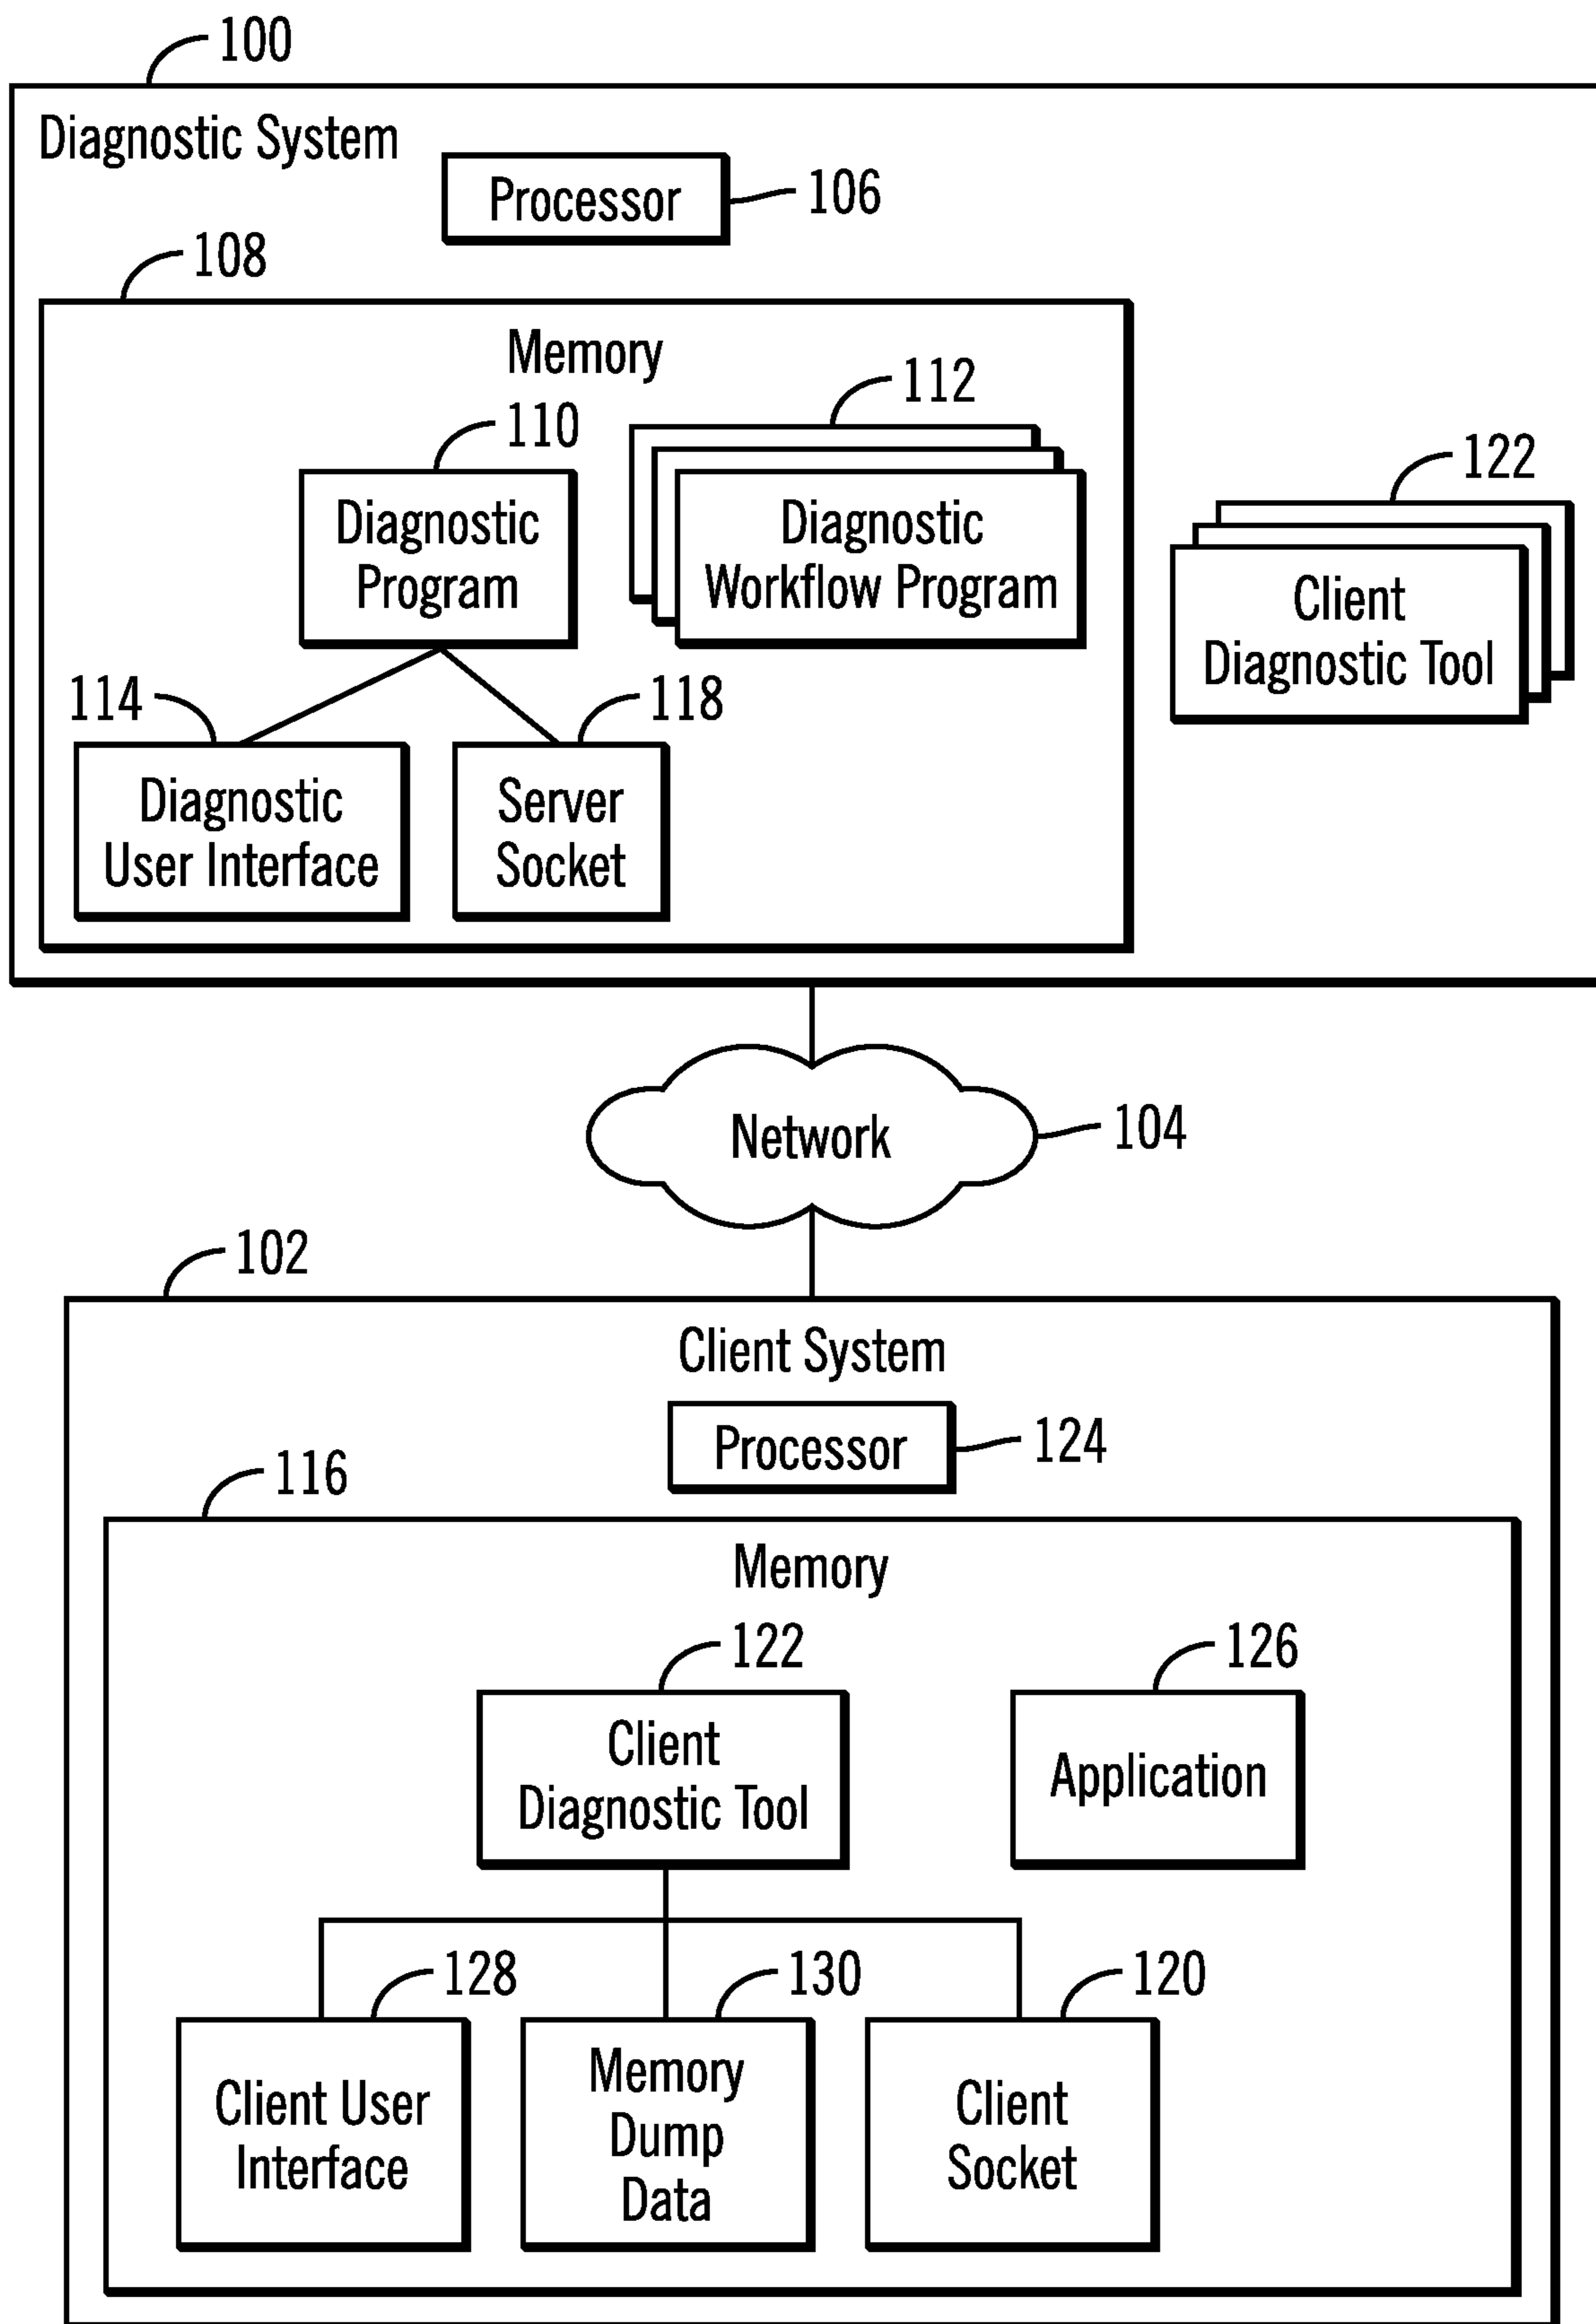 100
Diagnostic System
Processor
106
108
Memory
112
110
122
Diagnostic
Program
Diagnostic
Workflow Program
Client
Diagnostic Tool
114
118
Diagnostic
User Interface
Server
Socket
Network
104
102
Client System
Processor
124
116
Memory
122
126
Client
Diagnostic Tool
Application
128
130
120
Client User
Interface
Memory
Dump
Data
Client
Socket